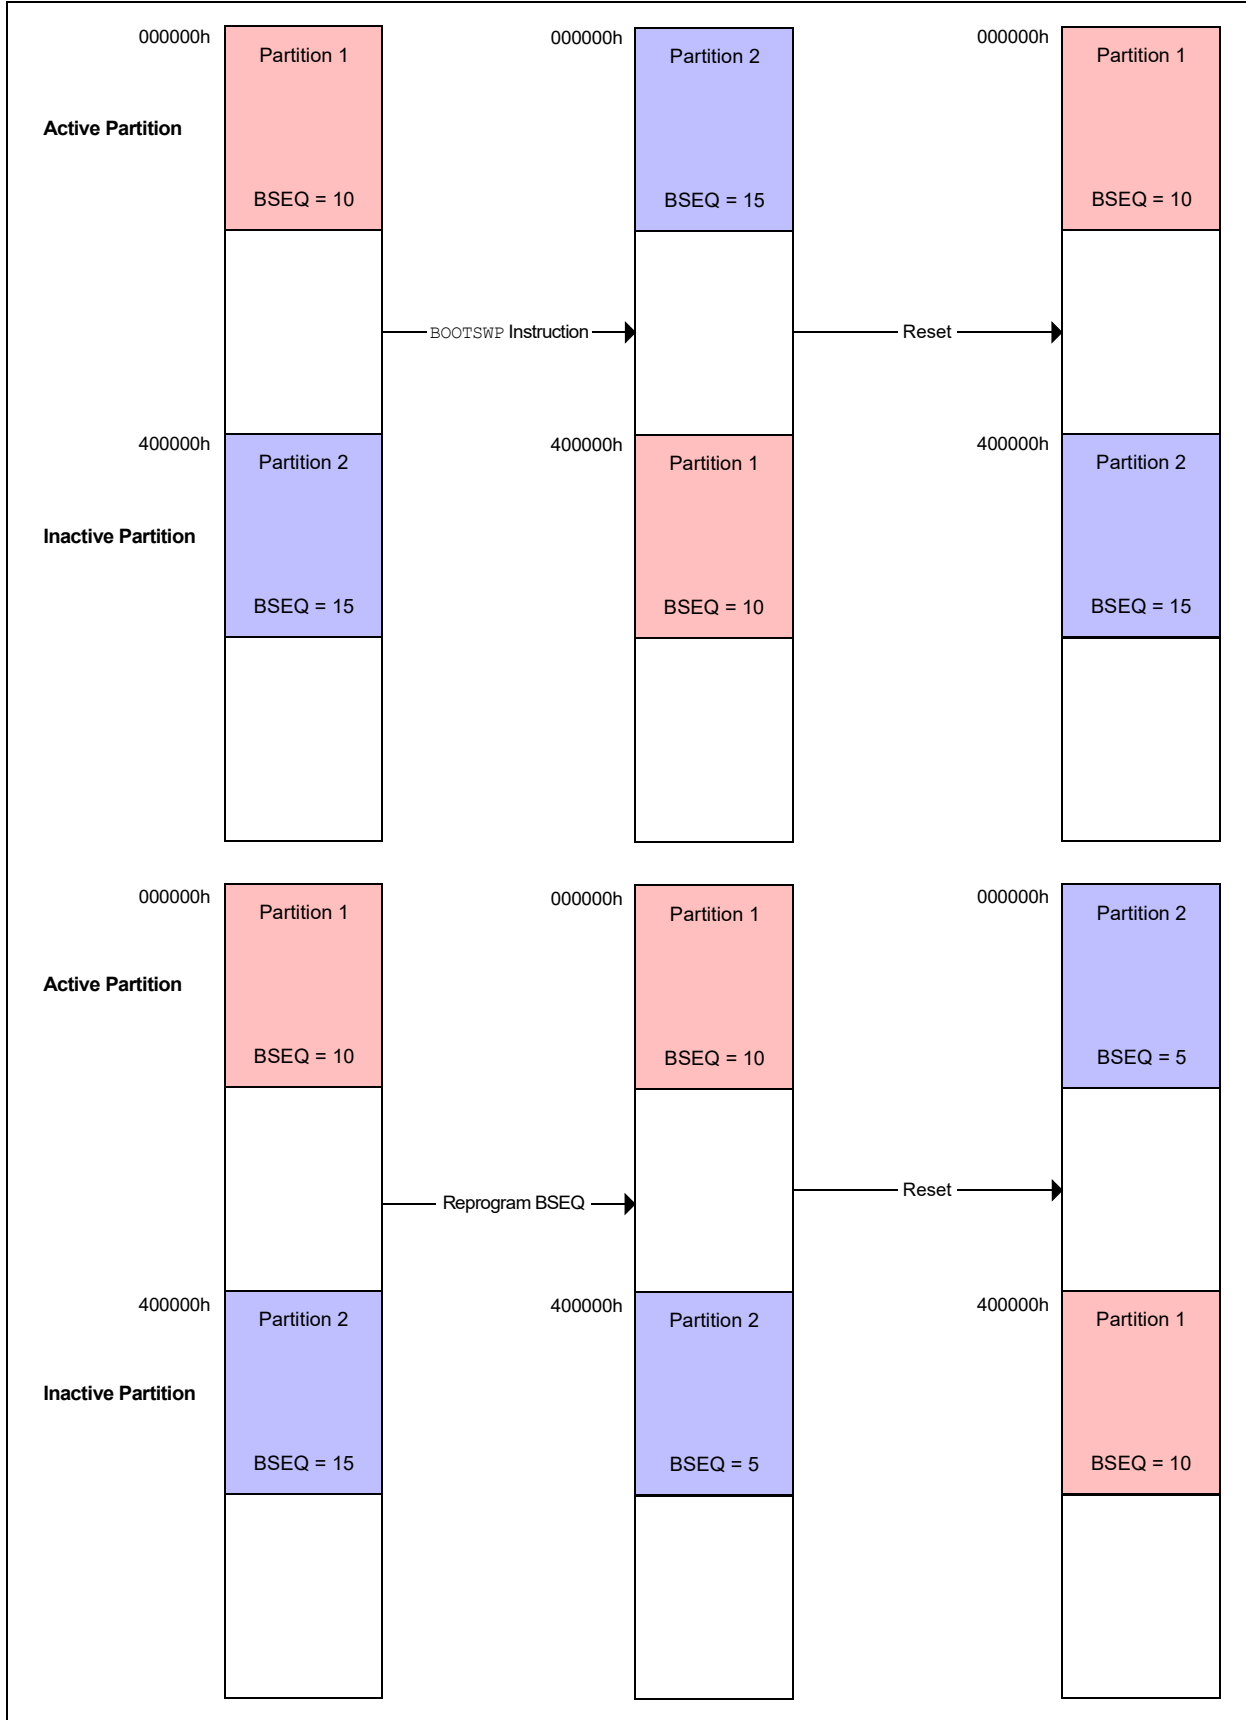 000000h
Partition 1
000000h
Partition 2
000000h
Partition 1
Active Partition
BSEQ = 10
BSEQ = 15
BSEQ = 10
BOOTSWP Instruction
Reset
400000h
Partition 2
400000h
Partition 1
400000h
Partition 2
Inactive Partition
BSEQ = 15
BSEQ = 10
BSEQ = 15
000000h
Partition 1
000000h
Partition 1
000000h
Partition 2
Active Partition
BSEQ = 10
BSEQ = 10
BSEQ = 5
Reprogram BSEQ
Reset
400000h
Partition 2
400000h
Partition 2
400000h
Partition 1
Inactive Partition
BSEQ = 15
BSEQ = 5
BSEQ = 10